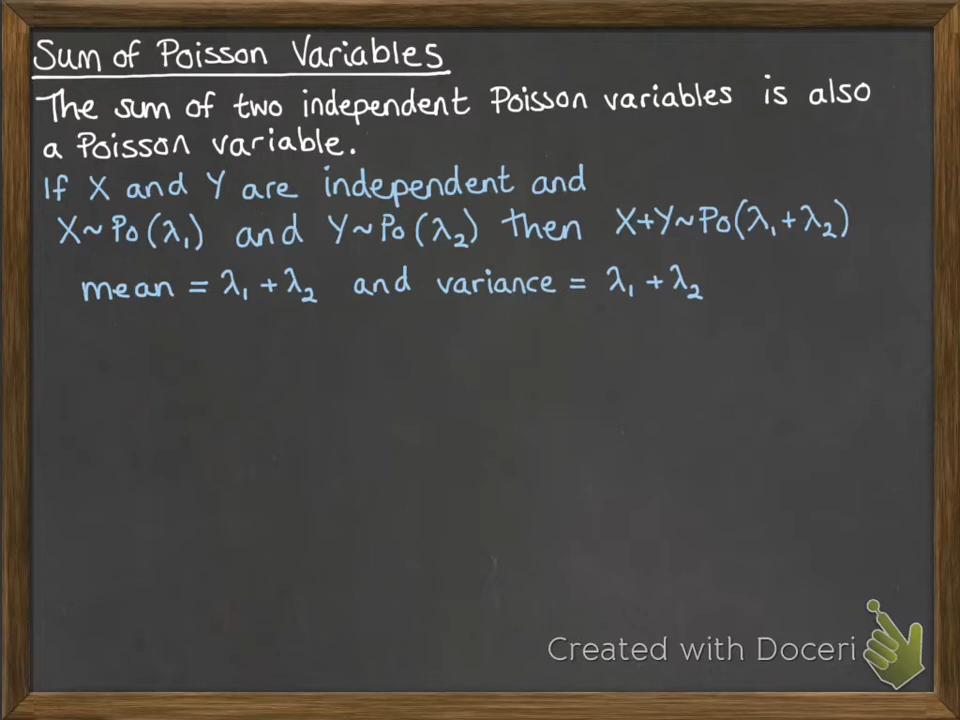 Sum of Poisson Variables
The sum of two independent Poisson variables is also
a Poisson variable.
If X and Y are independent and
X~Po(λ₁) and Y~Po(λ₂) then X+Y~Po(λ₁+λ₂)
mean = λ₁+λ₂ and variance = λ₁+λ₂
Created with Doceri